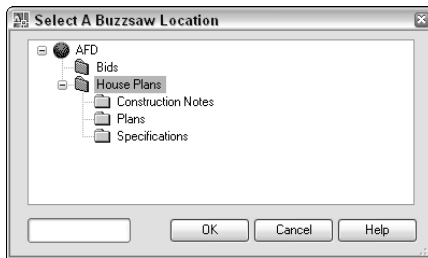 Select A Buzzsaw Location
AFD
Bids
House Plans
Construction Notes
Plans
Specifications
OK Cancel Help